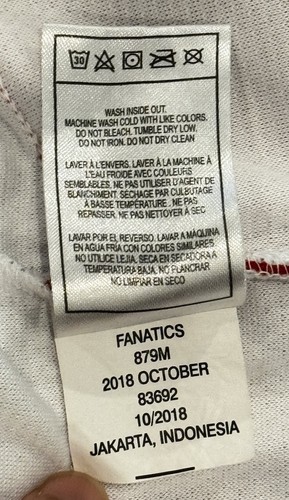 30
WASH INSIDE OUT.
MACHINE WASH COLD WITH LIKE COLORS.
DO NOT BLEACH. TUMBLE DRY LOW.
DO NOT IRON. DO NOT DRY CLEAN
LAVER À L'ENVERS. LAVER À LA MACHINE À
L'EAU FROIDE AVEC COULEURS
SEMBLABLES, NE PAS UTILISER D'AGENT DE
BLANCHIMENT. SÉCHAGE PAR CULBUTAGE
À BASSE TEMPÉRATURE. NE PAS
REPASSER. NE PAS NETTOYER À SEC
LAVAR POR EL REVERSO. LAVAR A MAQUINA
EN AGUA FRIA CON COLORES SIMILARES
NO UTILICE LEJIA. SECA EN SECADORA A
TEMPERATURA BAJA. NO PLANCHAR
NO LIMPIAR EN SECO
FANATICS
879M
2018 OCTOBER
83692
10/2018
JAKARTA, INDONESIA